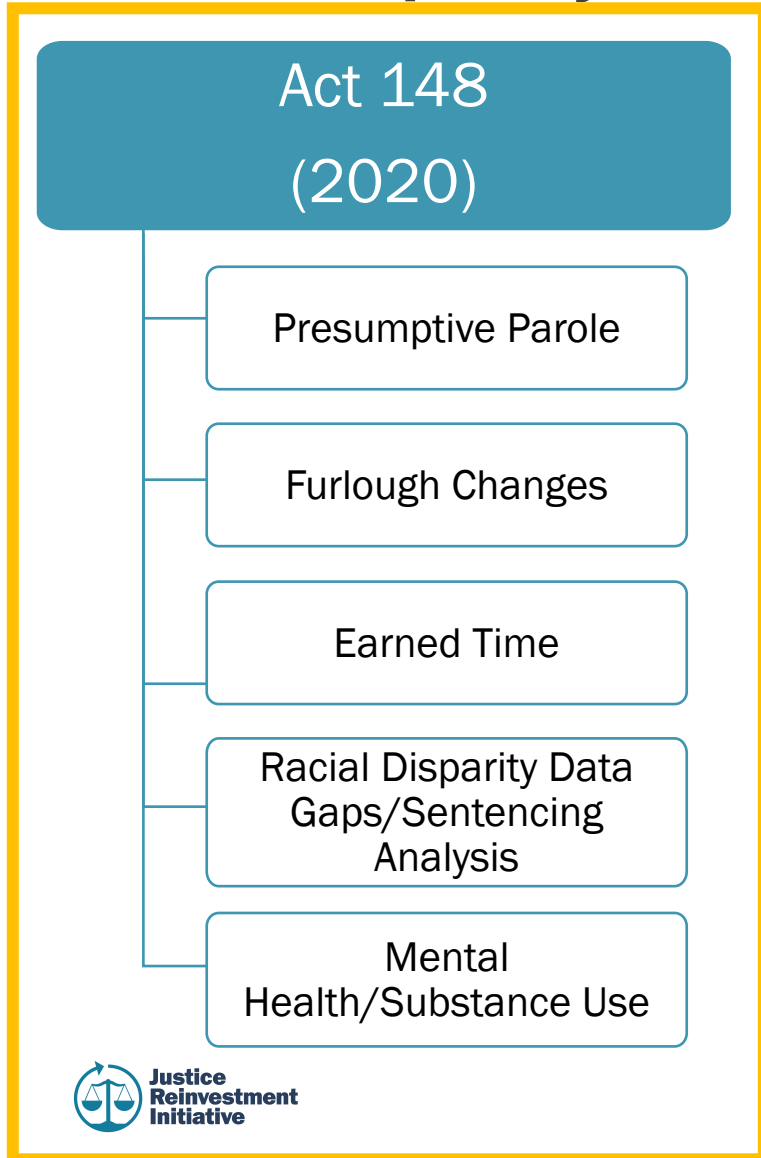 Act 148
(2020)
Presumptive Parole
Furlough Changes
Earned Time
Racial Disparity Data
Gaps/Sentencing
Analysis
Mental
Health/Substance Use
Justice
Reinvestment
Initiative